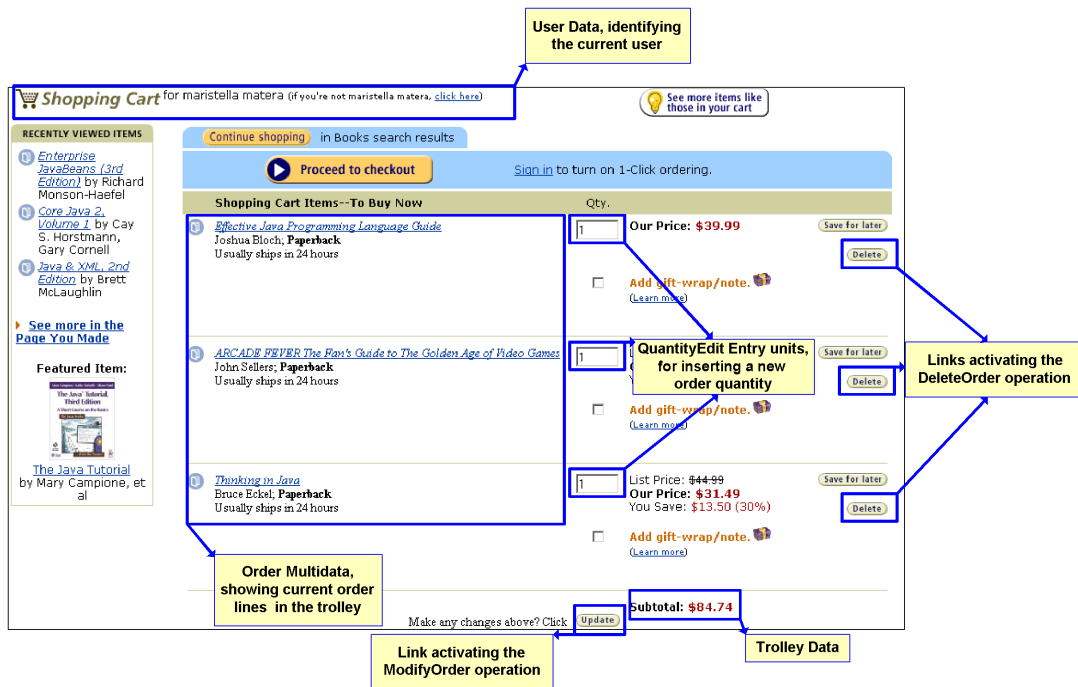 User Data, identifying
the current user
Shopping Cart for maristella matera (if you're not maristella matera, click here)
See more items like
those in your cart
RECENTLY VIEWED ITEMS
Enterprise
JavaBeans (3rd
Edition) by Richard
Monson-Haefel
Core Java 2,
Volume 1 by Cay
S. Horstmann,
Gary Cornell
Java & XML, 2nd
Edition by Brett
McLaughlin
See more in the
Page You Made
Featured Item:
The Java Tutorial,
Third Edition
A Short Course on the Basics
The Java Tutorial
by Mary Campione, et
al
Continue shopping in Books search results
Proceed to checkout
Sign in to turn on 1-Click ordering.
Shopping Cart Items--To Buy Now Qty.
Effective Java Programming Language Guide
Joshua Bloch; Paperback
Usually ships in 24 hours
1
Our Price: $39.99
Save for later
Delete
Add gift-wrap/note.
(Learn more)
ARCADE FEVER The Fan's Guide to The Golden Age of Video Games
John Sellers; Paperback
Usually ships in 24 hours
1
QuantityEdit Entry units,
for inserting a new
order quantity
Save for later
Delete
Add gift-wrap/note.
(Learn more)
Links activating the
DeleteOrder operation
Thinking in Java
Bruce Eckel; Paperback
Usually ships in 24 hours
1
List Price: $44.99
Our Price: $31.49
You Save: $13.50 (30%)
Save for later
Delete
Add gift-wrap/note.
(Learn more)
Order Multidata,
showing current order
lines in the trolley
Subtotal: $84.74
Make any changes above? Click Update
Link activating the
ModifyOrder operation
Trolley Data